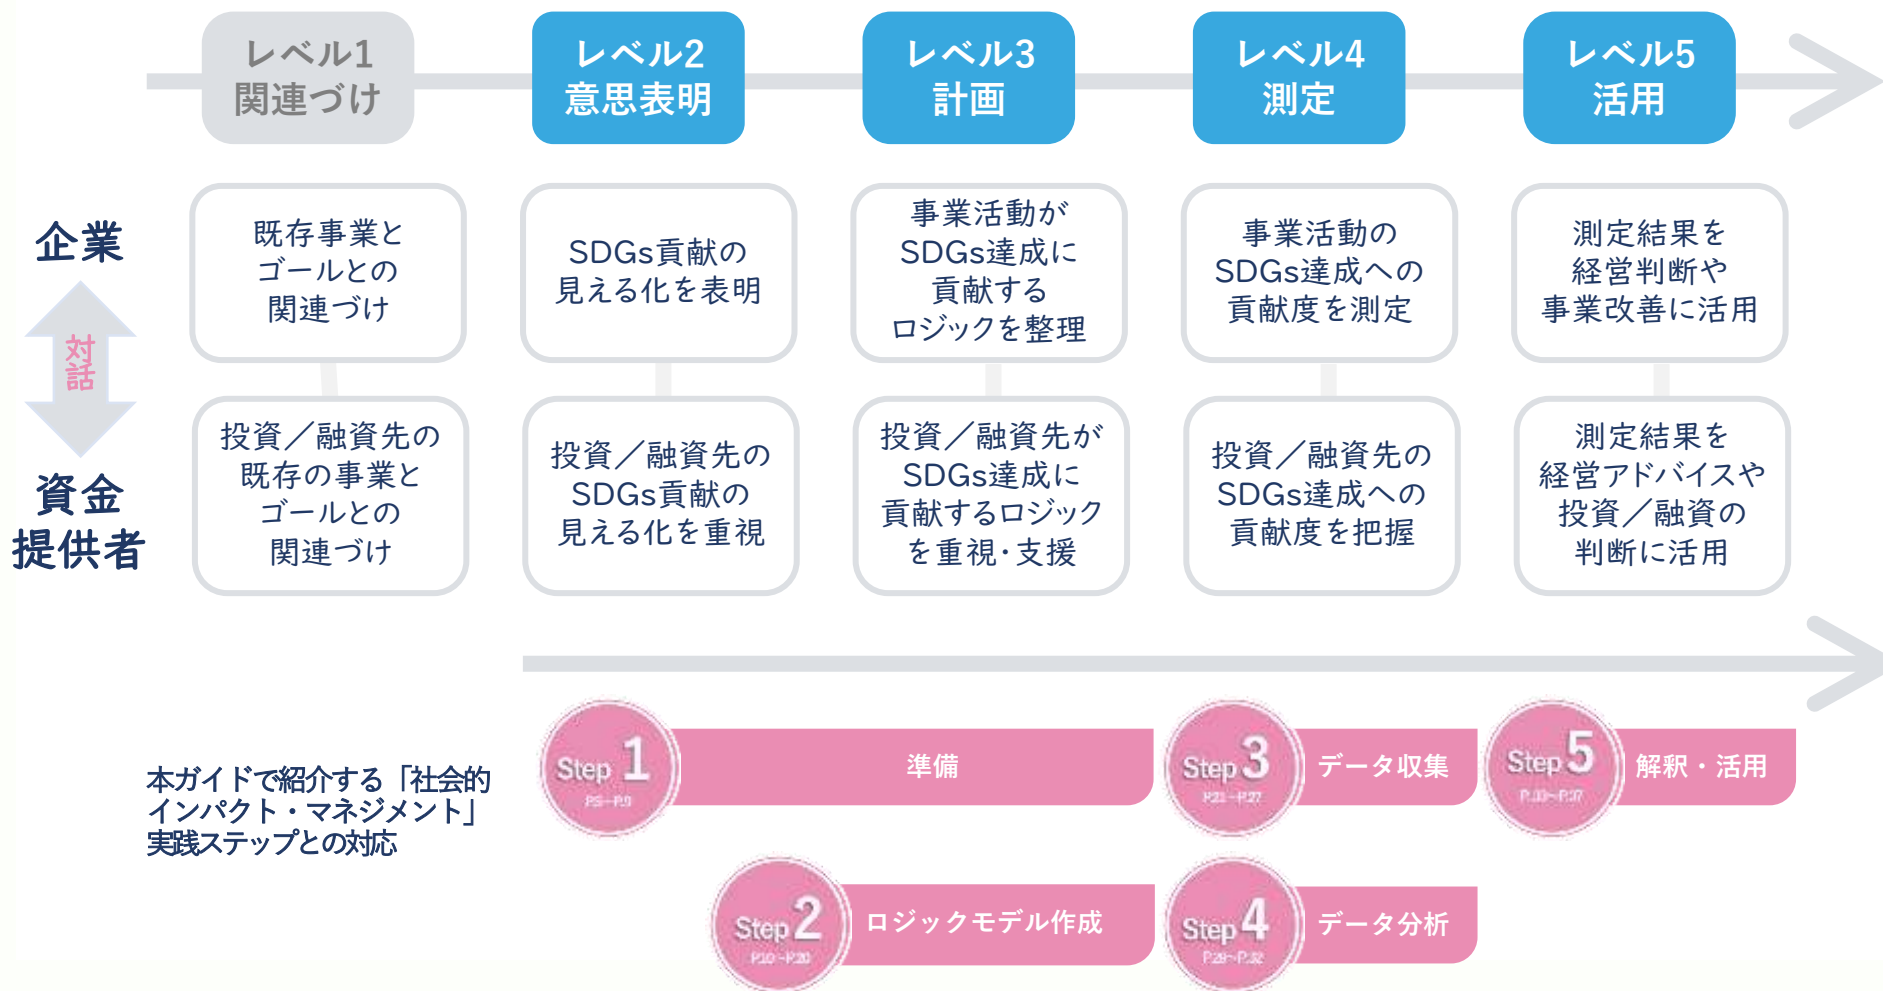 レベル1
関連づけ
レベル2
意思表明
レベル3
計画
レベル4
測定
レベル5
活用
企業
既存事業と
ゴールとの
関連づけ
SDGs貢献の
見える化を表明
事業活動が
SDGs達成に
貢献する
ロジックを整理
事業活動の
SDGs達成への
貢献度を測定
測定結果を
経営判断や
事業改善に活用
対話
資金
提供者
投資／融資先の
既存の事業と
ゴールとの
関連づけ
投資／融資先の
SDGs貢献の
見える化を重視
投資／融資先が
SDGs達成に
貢献するロジック
を重視・支援
投資／融資先の
SDGs達成への
貢献度を把握
測定結果を
経営アドバイスや
投資／融資の
判断に活用
本ガイドで紹介する「社会的
インパクト・マネジメント」
実践ステップとの対応
Step 1
準備
Step 3
データ収集
Step 5
解釈・活用
Step 2
P.10~P.20
ロジックモデル作成
Step 4
P.29~P.32
データ分析